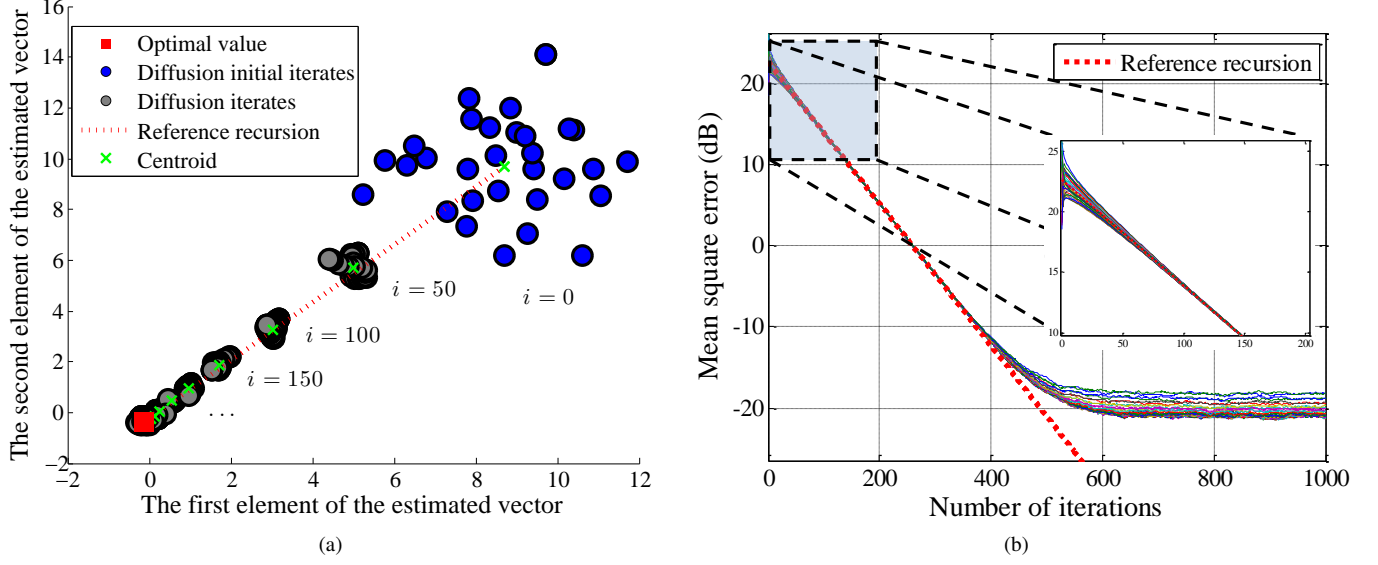 The second element of the estimated vector
16
14
12
10
8
6
4
2
0
−2
Optimal value
Diffusion initial iterates
Diffusion iterates
Reference recursion
Centroid
i = 50
i = 0
i = 100
i = 150
. . .
−2 0 2 4 6 8 10 12
The first element of the estimated vector
(a)
Mean square error (dB)
20
10
0
-10
-20
Reference recursion
25
20
15
10
0 50 100 150 200
0 200 400 600 800 1000
Number of iterations
(b)